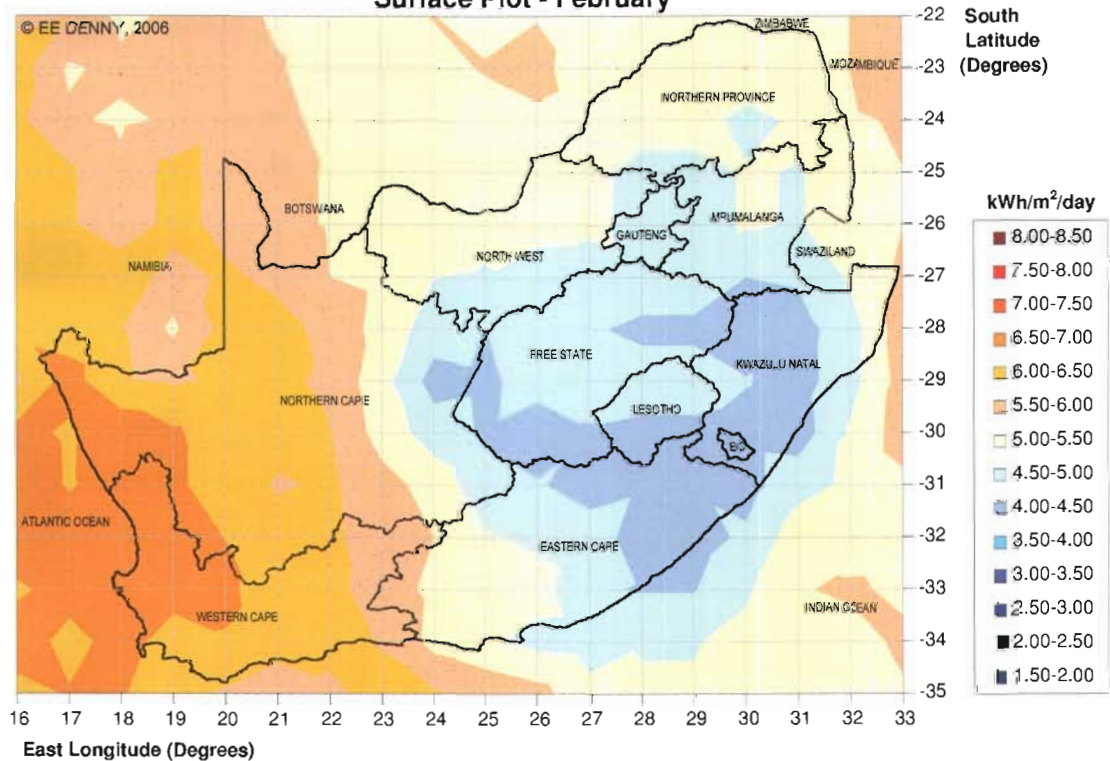 Surface Plot - February
© EE DENNY, 2006
ZIMBABWE
MOZAMBIQUE
NORTHERN PROVINCE
BOTSWANA
MPUMALANGA
GAUTENG
NORTH WEST
SWAZILAND
NAMIBIA
FREE STATE
KWAZULU NATAL
NORTHERN CAPE
LESOTHO
EC
ATLANTIC OCEAN
EASTERN CAPE
WESTERN CAPE
INDIAN OCEAN
-22
-23
-24
-25
-26
-27
-28
-29
-30
-31
-32
-33
-34
-35
South
Latitude
(Degrees)
16 17 18 19 20 21 22 23 24 25 26 27 28 29 30 31 32 33
East Longitude (Degrees)
kWh/m²/day
8.00-8.50
7.50-8.00
7.00-7.50
6.50-7.00
6.00-6.50
5.50-6.00
5.00-5.50
4.50-5.00
4.00-4.50
3.50-4.00
3.00-3.50
2.50-3.00
2.00-2.50
1.50-2.00